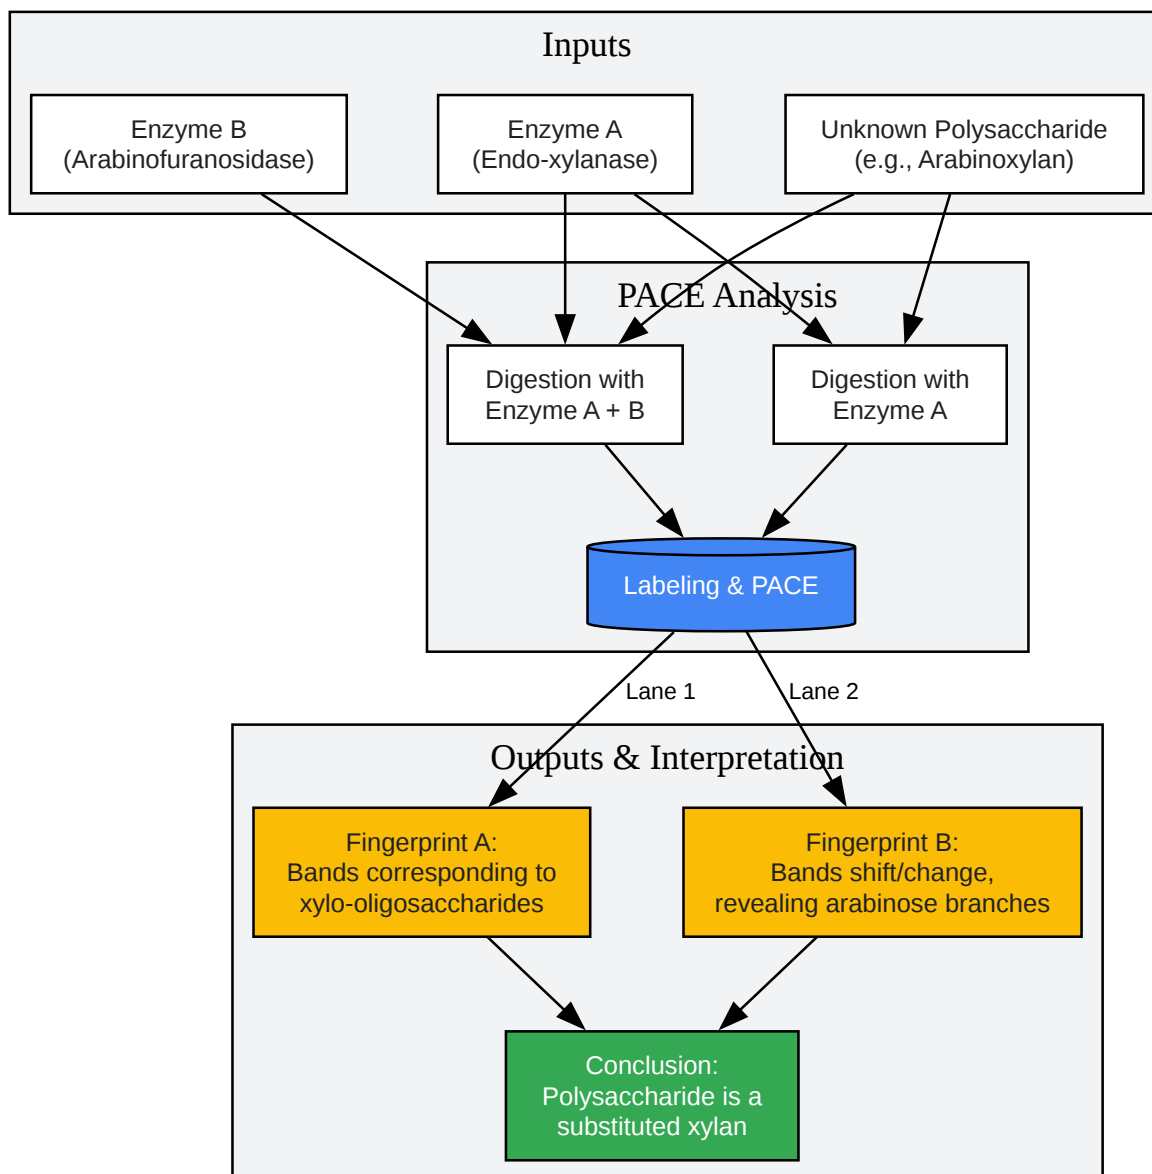 Inputs
Enzyme B
(Arabinofuranosidase)
Enzyme A
(Endo-xylanase)
Unknown Polysaccharide
(e.g., Arabinoxylan)
PACE Analysis
Digestion with
Enzyme A + B
Digestion with
Enzyme A
Labeling & PACE
Lane 1
Lane 2
Outputs & Interpretation
Fingerprint A:
Bands corresponding to
xylo-oligosaccharides
Fingerprint B:
Bands shift/change,
revealing arabinose branches
Conclusion:
Polysaccharide is a
substituted xylan